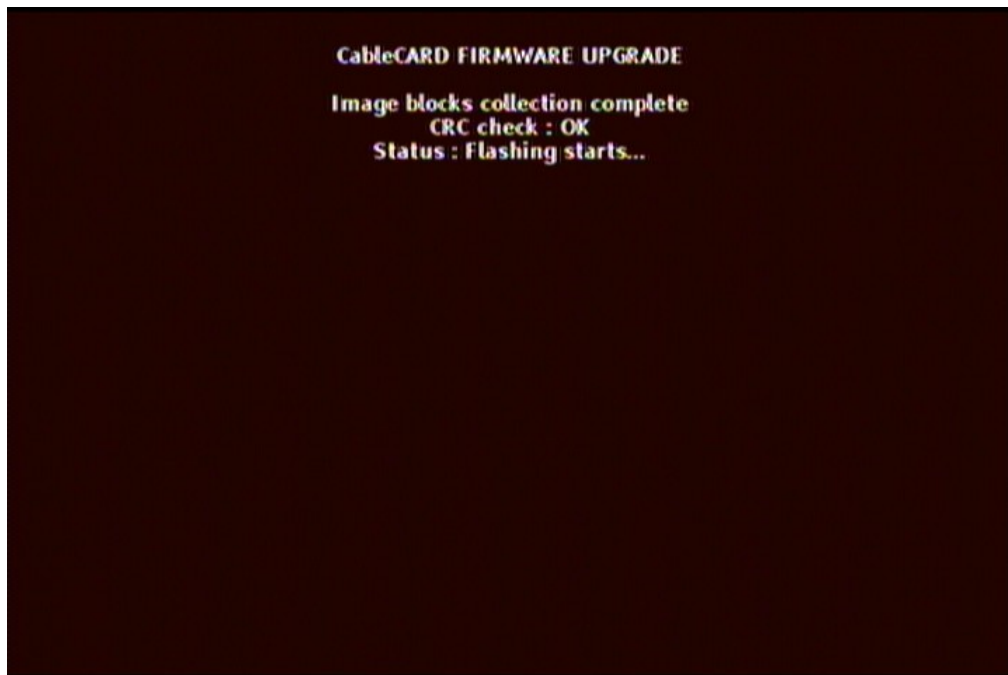 CableCARD FIRMWARE UPGRADE
Image blocks collection complete
CRC check : OK
Status : Flashing starts...